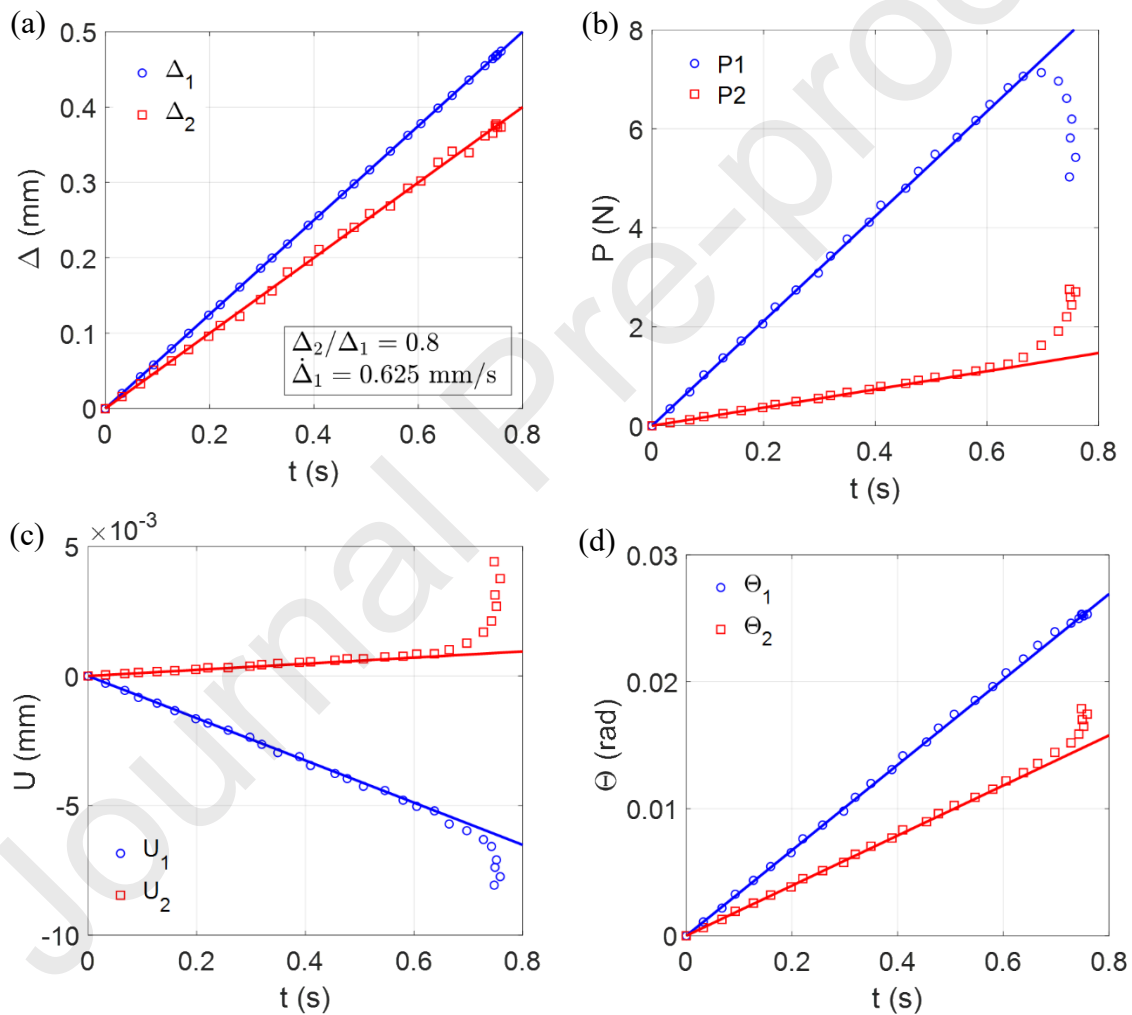 (a)
0.5
0.4
0.3
0.2
0.1
0
Δ (mm)
Δ₁
Δ₂
Δ₂/Δ₁ = 0.8
Δ̇₁ = 0.625 mm/s
0 0.2 0.4 0.6 0.8
t (s)
(b)
8
6
4
2
0
P (N)
P1
P2
0 0.2 0.4 0.6 0.8
t (s)
(c)
×10⁻³
5
0
-5
-10
U (mm)
U₁
U₂
0 0.2 0.4 0.6 0.8
t (s)
(d)
0.03
0.02
0.01
0
Θ (rad)
Θ₁
Θ₂
0 0.2 0.4 0.6 0.8
t (s)
Journal Pre-proo